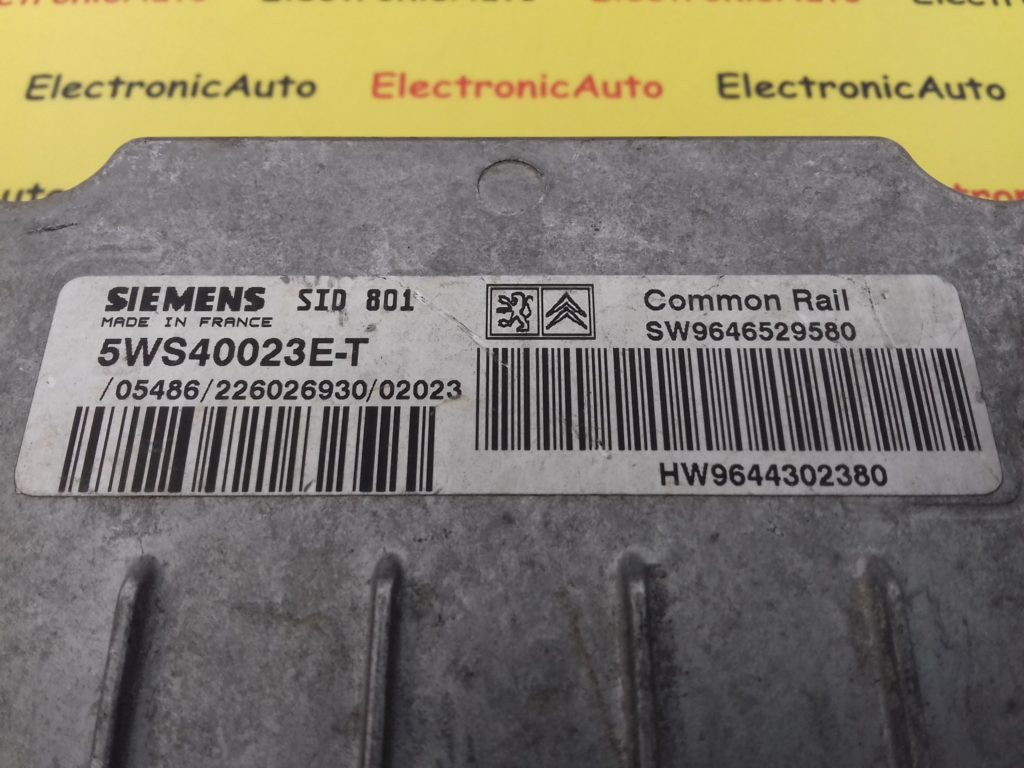 ElectronicAuto ElectronicAuto ElectronicAuto
SIEMENS SID 801
MADE IN FRANCE
5WS40023E-T
/05486/226026930/02023
Common Rail
SW9646529580
HW9644302380